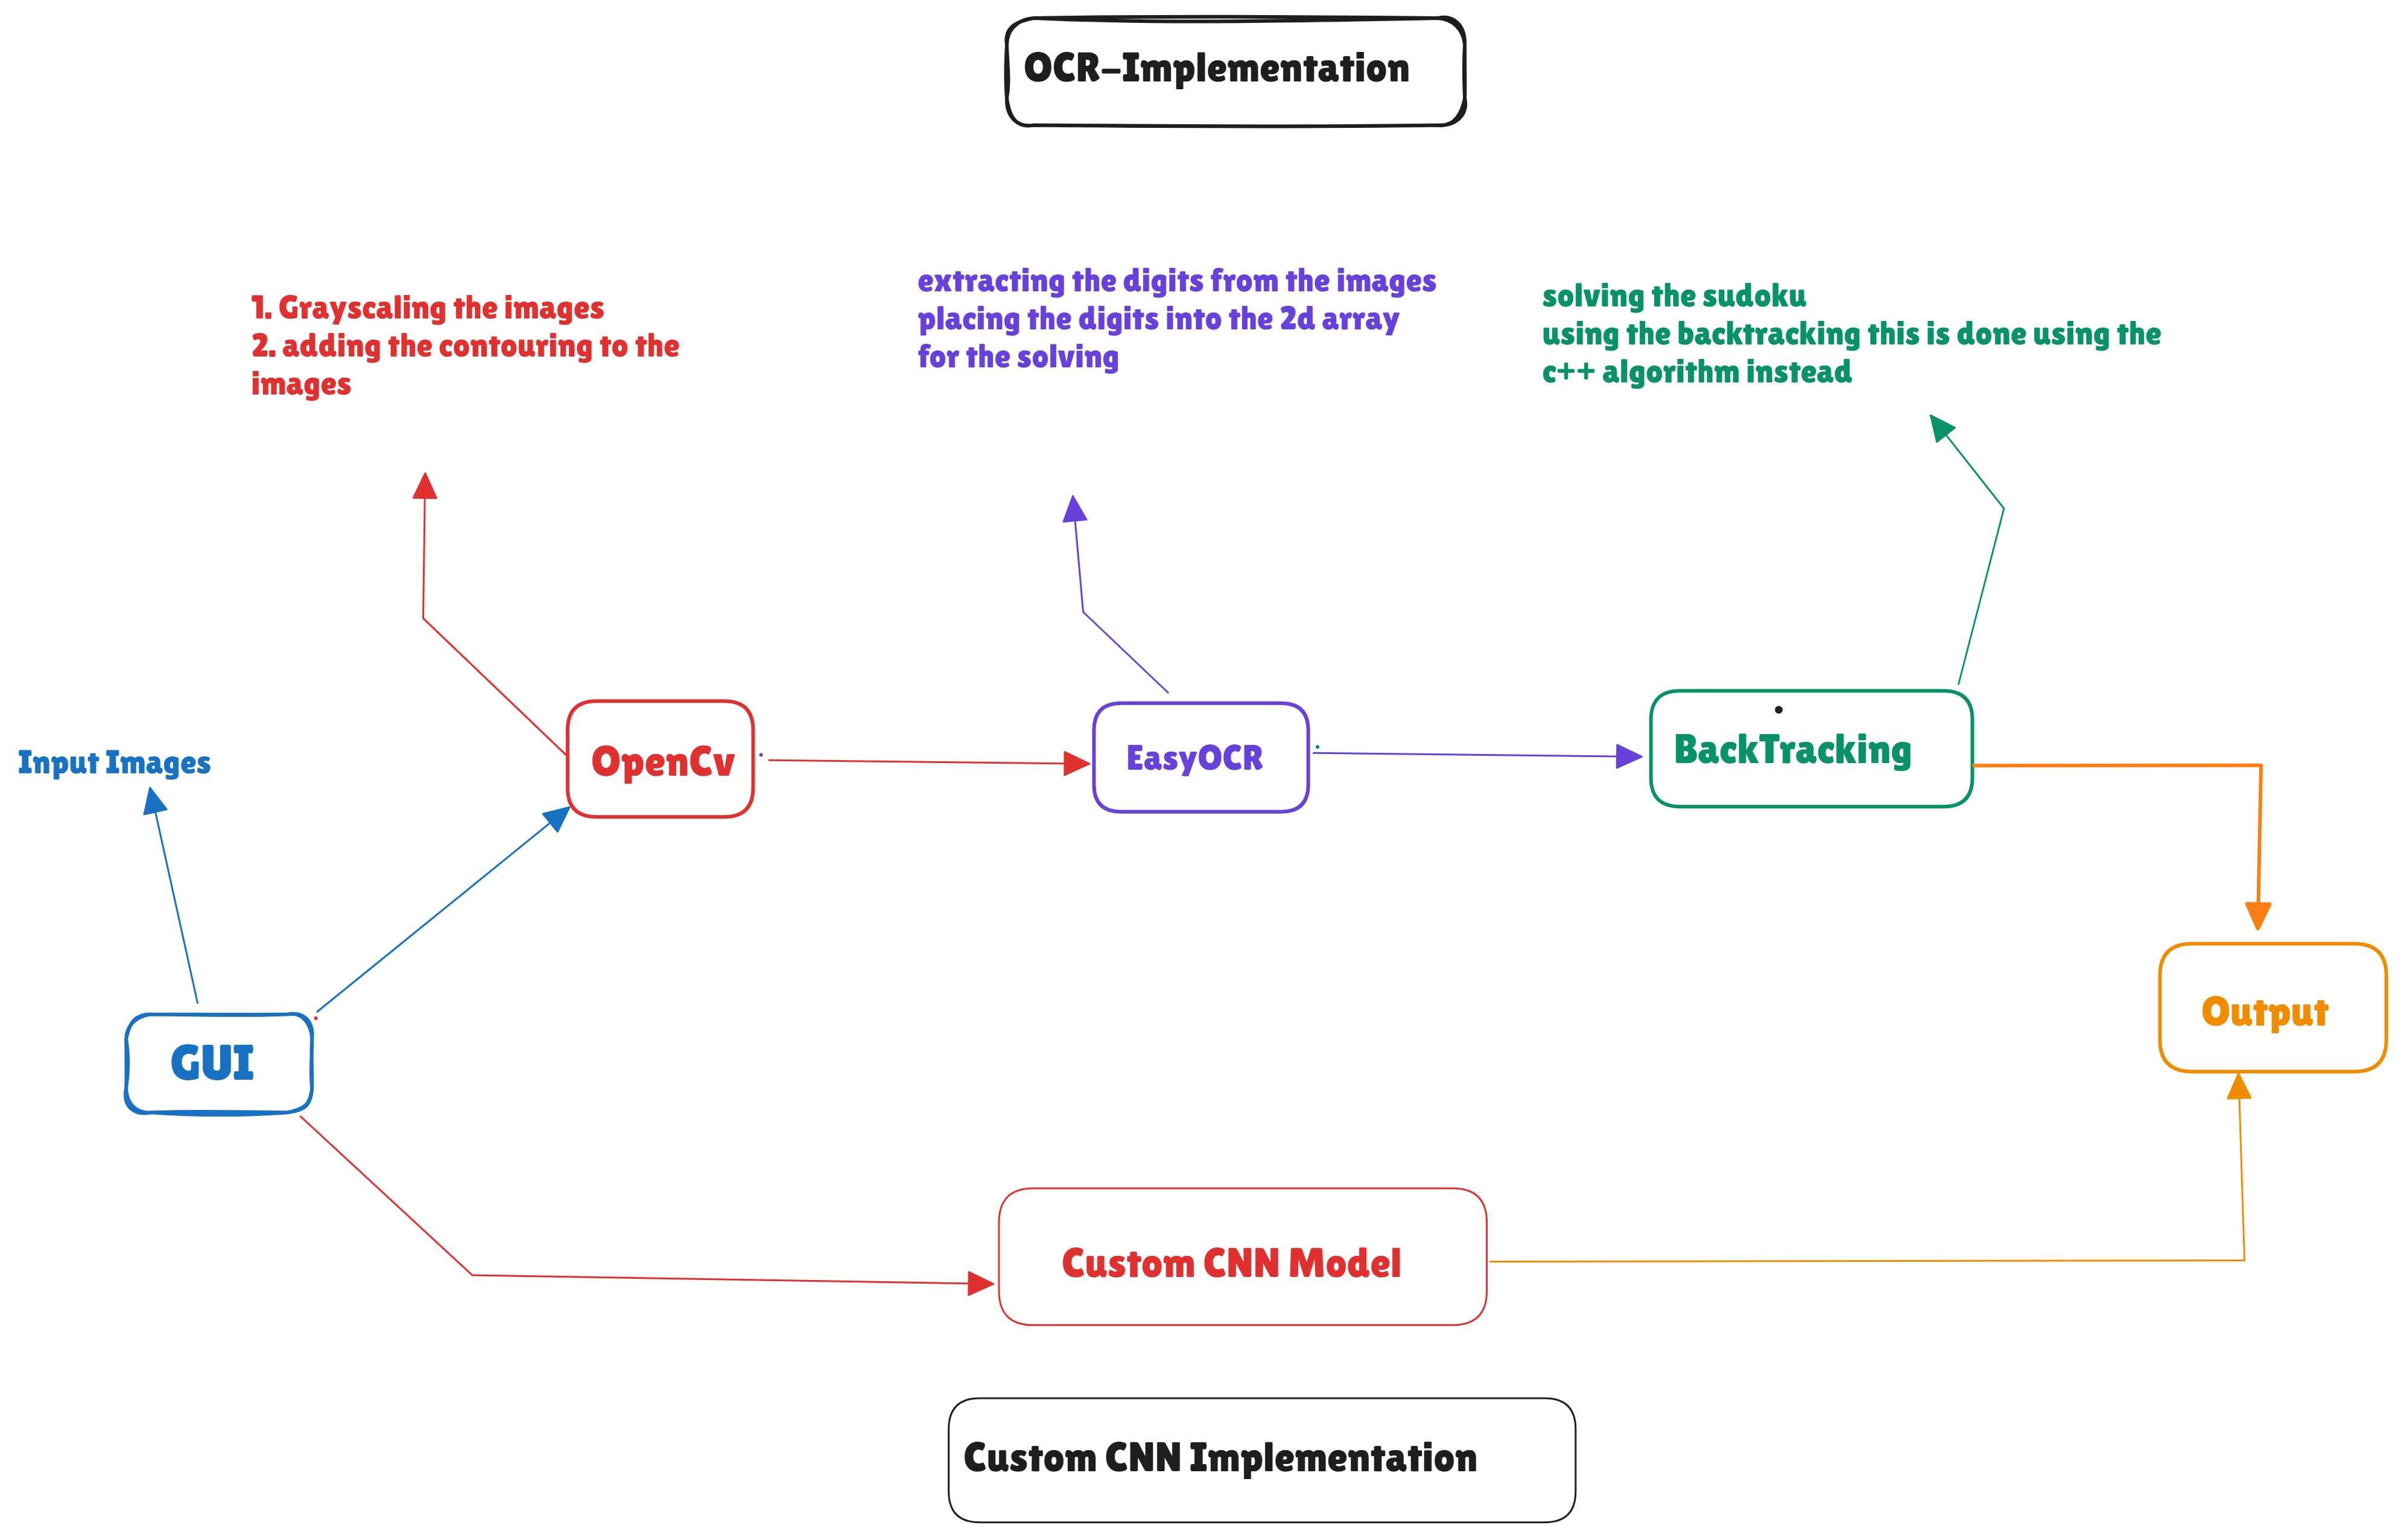 OCR-Implementation
1. Grayscaling the images
2. adding the contouring to the
images
extracting the digits from the images
placing the digits into the 2d array
for the solving
solving the sudoku
using the backtracking this is done using the
c++ algorithm instead
Input Images
OpenCv
EasyOCR
BackTracking
GUI
Output
Custom CNN Model
Custom CNN Implementation